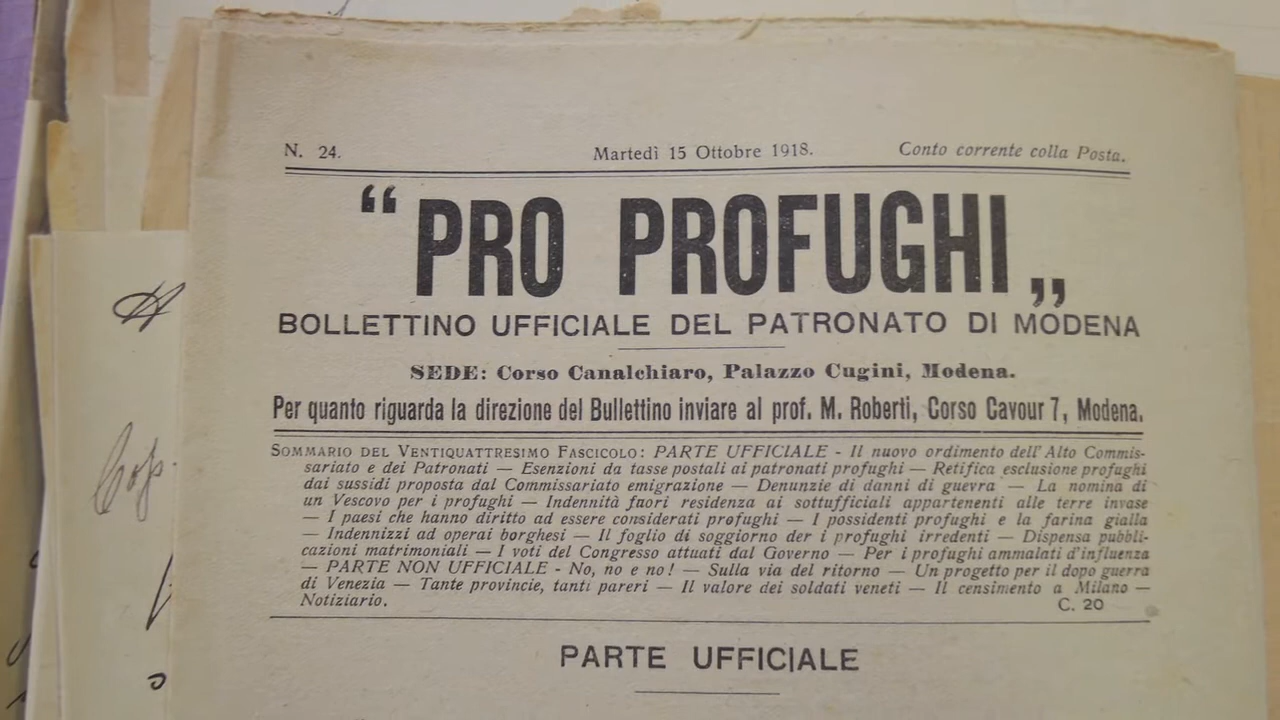 N. 24. Martedì 15 Ottobre 1918. Conto corrente colla Posta.
“PRO PROFUGHI„
BOLLETTINO UFFICIALE DEL PATRONATO DI MODENA
SEDE: Corso Canalchiaro, Palazzo Cugini, Modena.
Per quanto riguarda la direzione del Bullettino inviare al prof. M. Roberti, Corso Cavour 7, Modena.
SOMMARIO DEL VENTIQUATTRESIMO FASCICOLO: PARTE UFFICIALE - Il nuovo ordimento dell'Alto Commis-
sariato e dei Patronati — Esenzioni da tasse postali ai patronati profughi — Retifica esclusione profughi
dai sussidi proposta dal Commissariato emigrazione — Denunzie di danni di guerra — La nomina di
un Vescovo per i profughi — Indennità fuori residenza ai sottufficiali appartenenti alle terre invase
— I paesi che hanno diritto ad essere considerati profughi — I possidenti profughi e la farina gialla
— Indennizzi ad operai borghesi — Il foglio di soggiorno der i profughi irredenti — Dispensa pubbli-
cazioni matrimoniali — I voti del Congresso attuati dal Governo — Per i profughi ammalati d'influenza
— PARTE NON UFFICIALE - No, no e no! — Sulla via del ritorno — Un progetto per il dopo guerra
di Venezia — Tante provincie, tanti pareri — Il valore dei soldati veneti — Il censimento a Milano —
Notiziario. C. 20
PARTE UFFICIALE